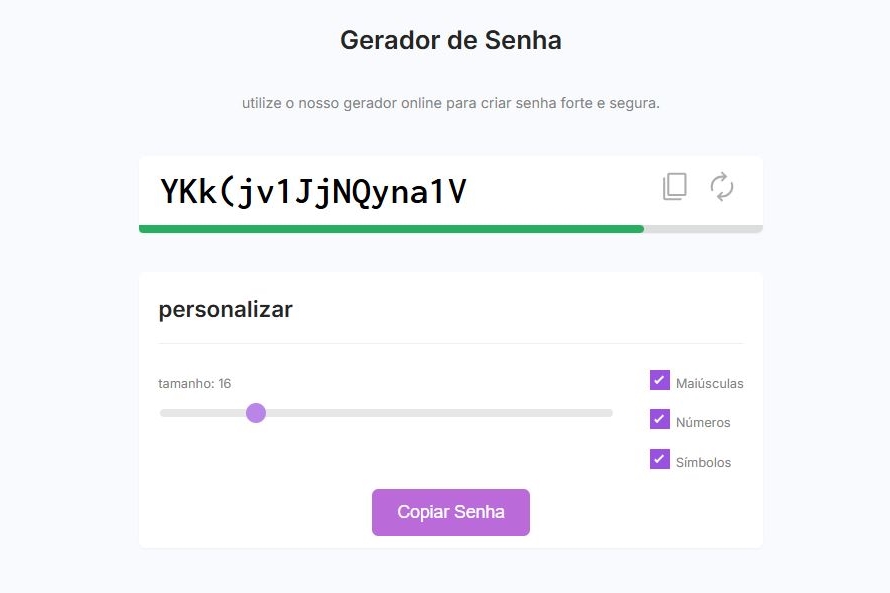 Gerador de Senha
utilize o nosso gerador online para criar senha forte e segura.
YKk(jv1JjNQyna1V
personalizar
tamanho: 16
Maiúsculas
Números
Símbolos
Copiar Senha